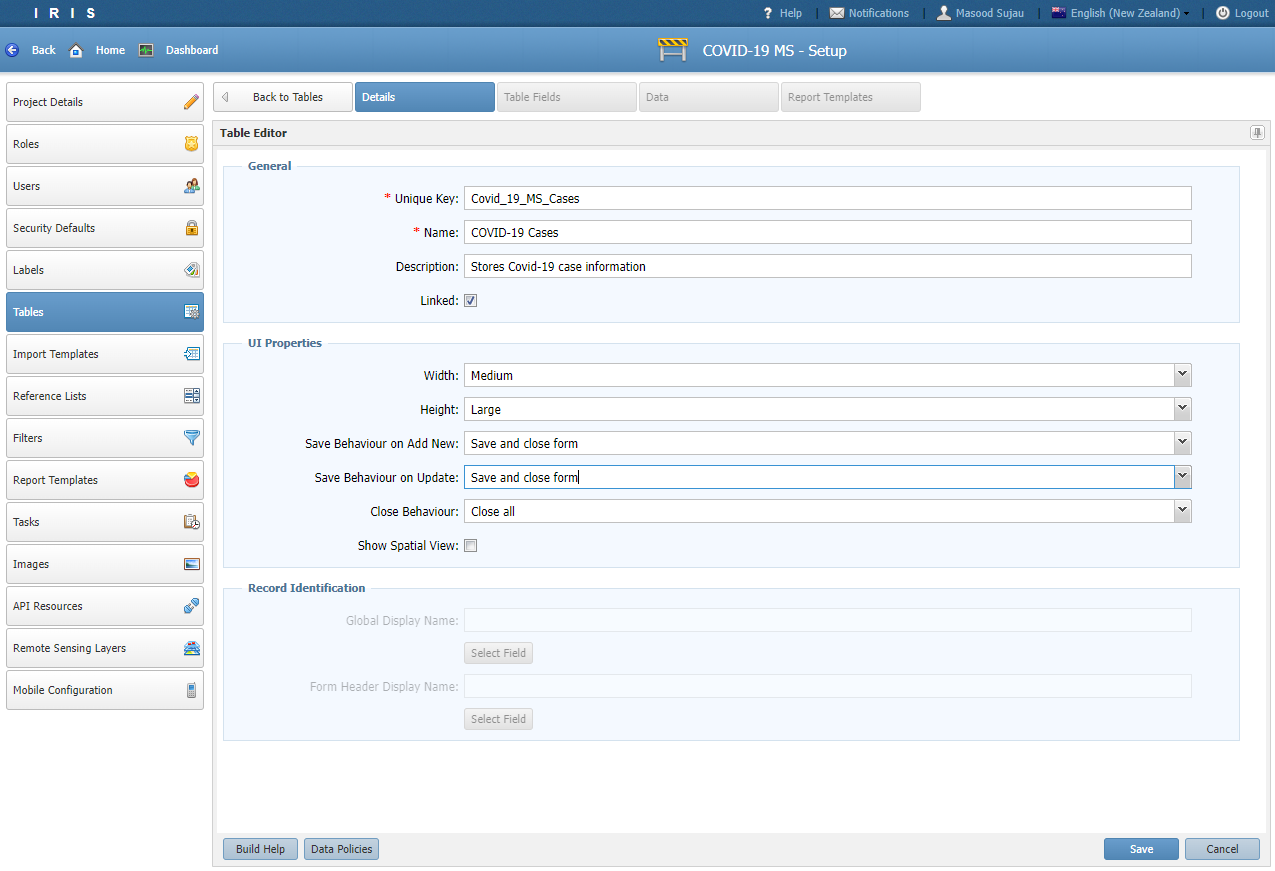 I R I S
? Help Notifications Masood Sujau English (New Zealand) Logout
Back Home Dashboard COVID-19 MS - Setup
Project Details
Roles
Users
Security Defaults
Labels
Tables
Import Templates
Reference Lists
Filters
Report Templates
Tasks
Images
API Resources
Remote Sensing Layers
Mobile Configuration
Back to Tables Details Table Fields Data Report Templates
Table Editor
General
* Unique Key: Covid_19_MS_Cases
* Name: COVID-19 Cases
Description: Stores Covid-19 case information
Linked:
UI Properties
Width: Medium
Height: Large
Save Behaviour on Add New: Save and close form
Save Behaviour on Update: Save and close form
Close Behaviour: Close all
Show Spatial View:
Record Identification
Global Display Name:
Select Field
Form Header Display Name:
Select Field
Build Help Data Policies Save Cancel